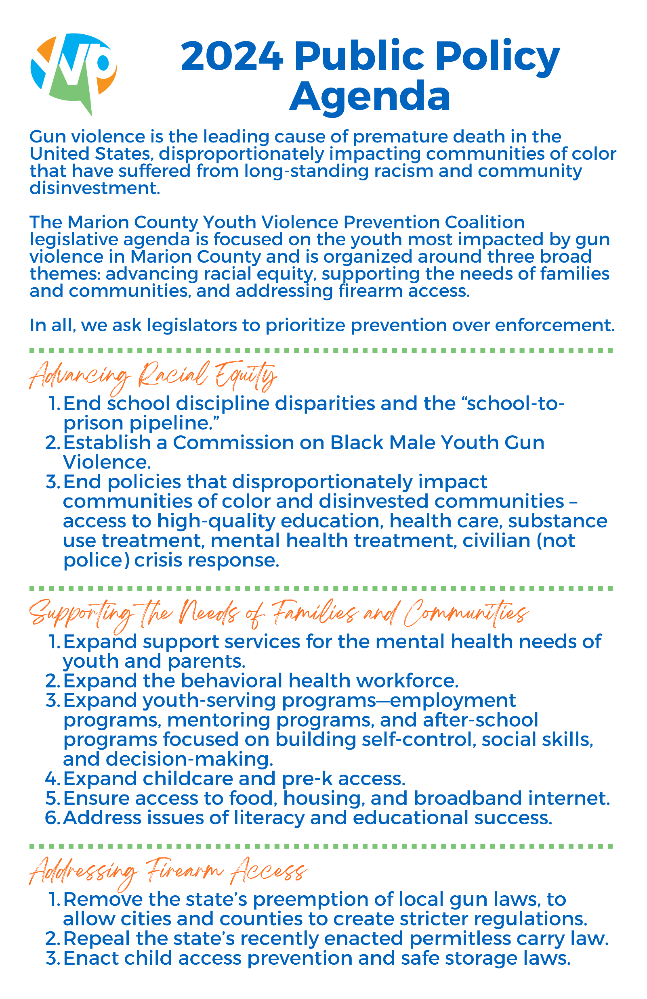 yvp
2024 Public Policy
Agenda
Gun violence is the leading cause of premature death in the
United States, disproportionately impacting communities of color
that have suffered from long-standing racism and community
disinvestment.
The Marion County Youth Violence Prevention Coalition
legislative agenda is focused on the youth most impacted by gun
violence in Marion County and is organized around three broad
themes: advancing racial equity, supporting the needs of families
and communities, and addressing firearm access.
In all, we ask legislators to prioritize prevention over enforcement.
Advancing Racial Equity
1. End school discipline disparities and the “school-to-
prison pipeline.”
2. Establish a Commission on Black Male Youth Gun
Violence.
3. End policies that disproportionately impact
communities of color and disinvested communities –
access to high-quality education, health care, substance
use treatment, mental health treatment, civilian (not
police) crisis response.
Supporting the Needs of Families and Communities
1. Expand support services for the mental health needs of
youth and parents.
2. Expand the behavioral health workforce.
3. Expand youth-serving programs—employment
programs, mentoring programs, and after-school
programs focused on building self-control, social skills,
and decision-making.
4. Expand childcare and pre-k access.
5. Ensure access to food, housing, and broadband internet.
6. Address issues of literacy and educational success.
Addressing Firearm Access
1. Remove the state’s preemption of local gun laws, to
allow cities and counties to create stricter regulations.
2. Repeal the state’s recently enacted permitless carry law.
3. Enact child access prevention and safe storage laws.